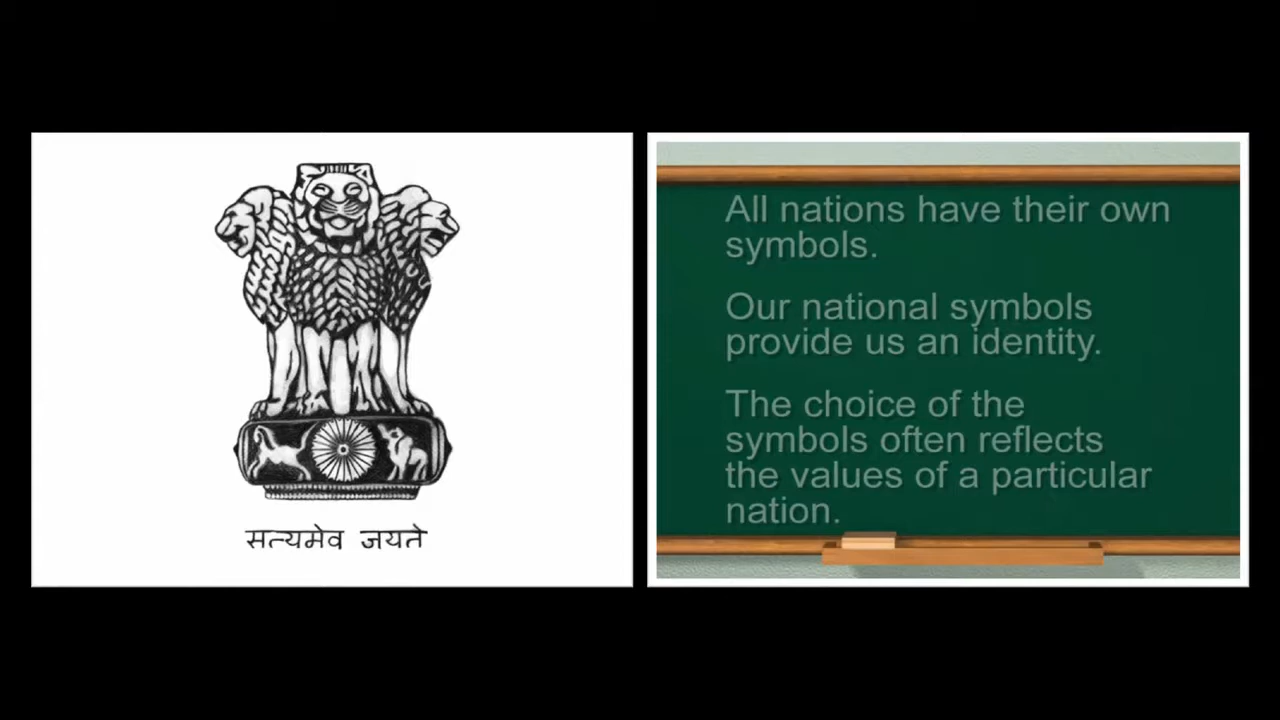 सत्यमेव जयते
All nations have their own
symbols.
Our national symbols
provide us an identity.
The choice of the
symbols often reflects
the values of a particular
nation.